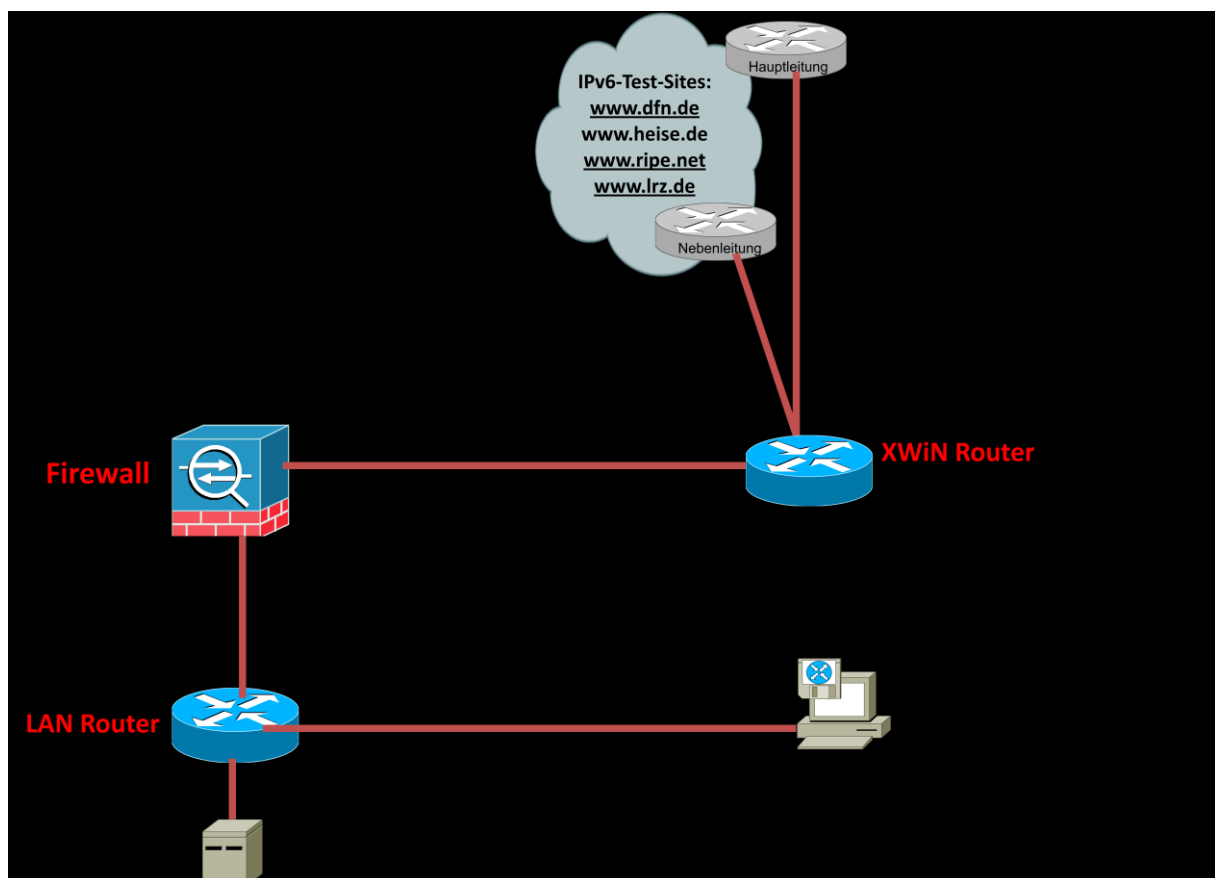 Hauptleitung
IPv6-Test-Sites:
www.dfn.de
www.heise.de
www.ripe.net
www.lrz.de
Nebenleitung
XWiN Router
Firewall
LAN Router